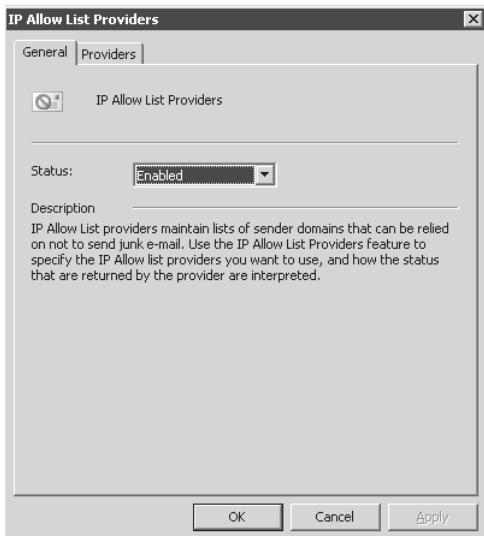 IP Allow List Providers
General
Providers
IP Allow List Providers
Status:
Enabled
Description
IP Allow List providers maintain lists of sender domains that can be relied
on not to send junk e-mail. Use the IP Allow List Providers feature to
specify the IP Allow list providers you want to use, and how the status
that are returned by the provider are interpreted.
OK
Cancel
Apply